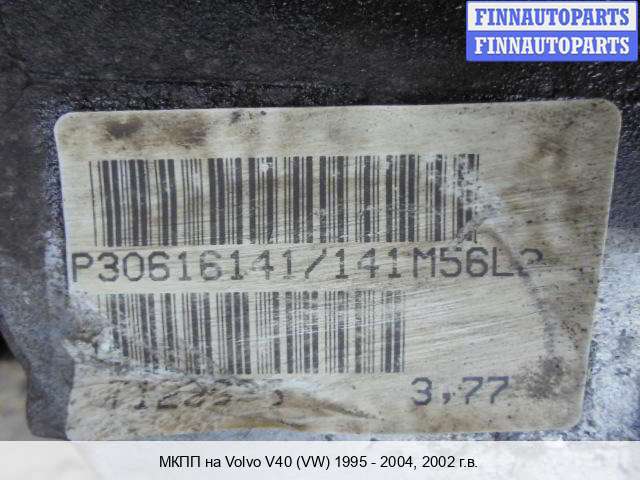 FINNAUTOPARTS
FINNAUTOPARTS
P30616141/141M56L2
3,77
МКПП на Volvo V40 (VW) 1995 - 2004, 2002 г.в.